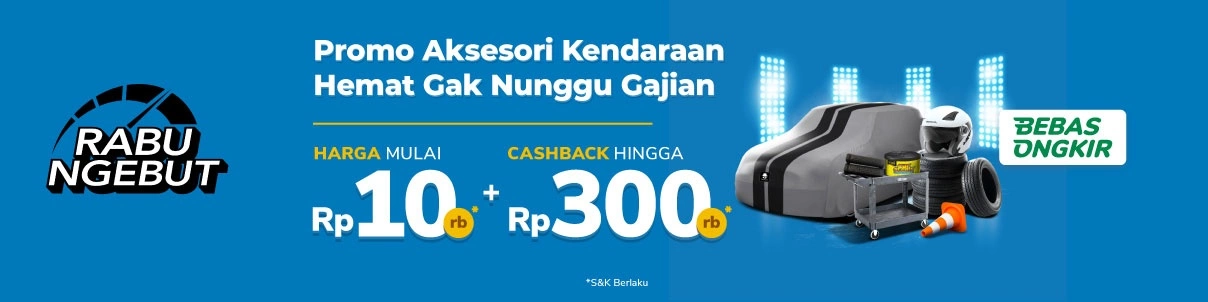 RABU
NGEBUT
Promo Aksesori Kendaraan
Hemat Gak Nunggu Gajian
HARGA MULAI
Rp10rb*
+
CASHBACK HINGGA
Rp300rb*
BEBAS
ONGKIR
*S&K Berlaku